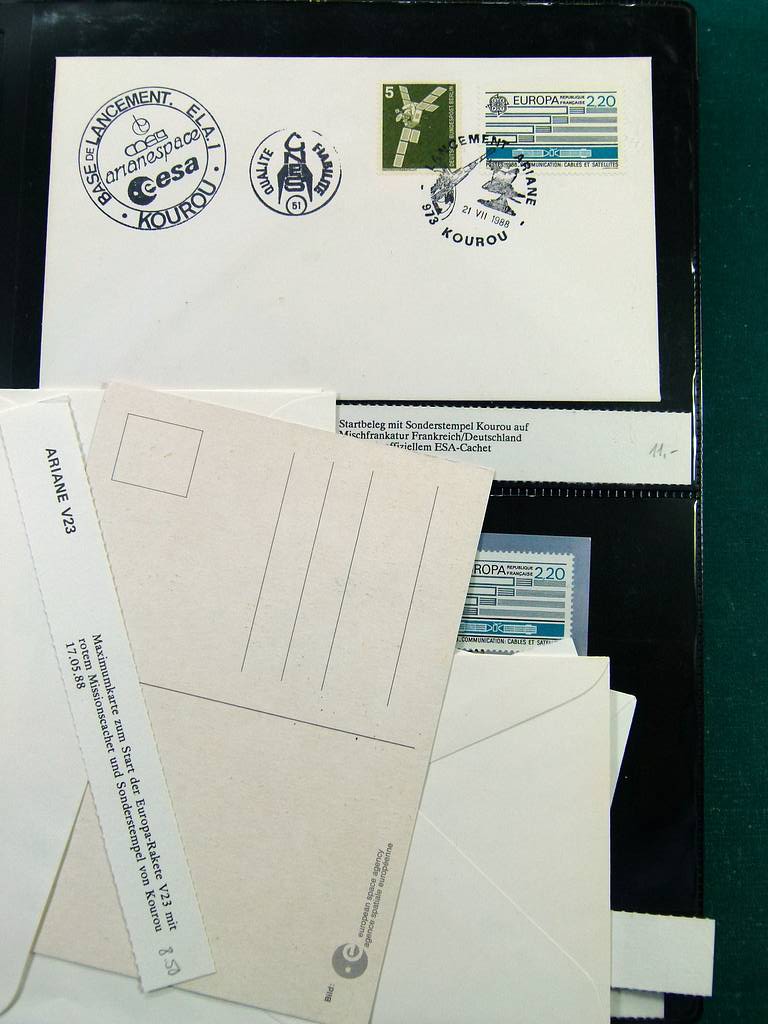 BASE DE LANCEMENT. E.L.A.1
arianespace
esa
• KOUROU •
QUALITE
CNES
FIABILITE
61
5
DEUTSCHE BUNDESPOST BERLIN
EUROPA REPUBLIQUE FRANÇAISE 2,20
COMMUNICATION: CABLES ET SATELLITES
LANCEMENT ARIANE
21 VII 1988
973 KOUROU
Startbeleg mit Sonderstempel Kourou auf
Mischfrankatur Frankreich/Deutschland
offiziellem ESA-Cachet
11,-
ROPA REPUBLIQUE FRANÇAISE 2,20
COMMUNICATION: CABLES ET SATEL
ARIANE V23
Maximumkarte zum Start der Europa-Rakete V23 mit
rotem Missionscachet und Sonderstempel von Kourou
17.05.88
8.50
Bild:
european space agency
agence spatiale européenne